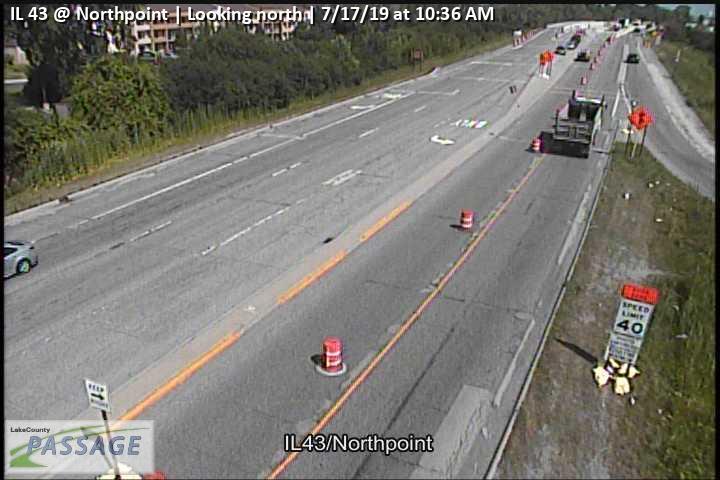 IL 43 @ Northpoint | Looking north | 7/17/19 at 10:36 AM
SPEED
LIMIT
40
KEEP
LakeCounty
PASSAGE
IL43/Northpoint